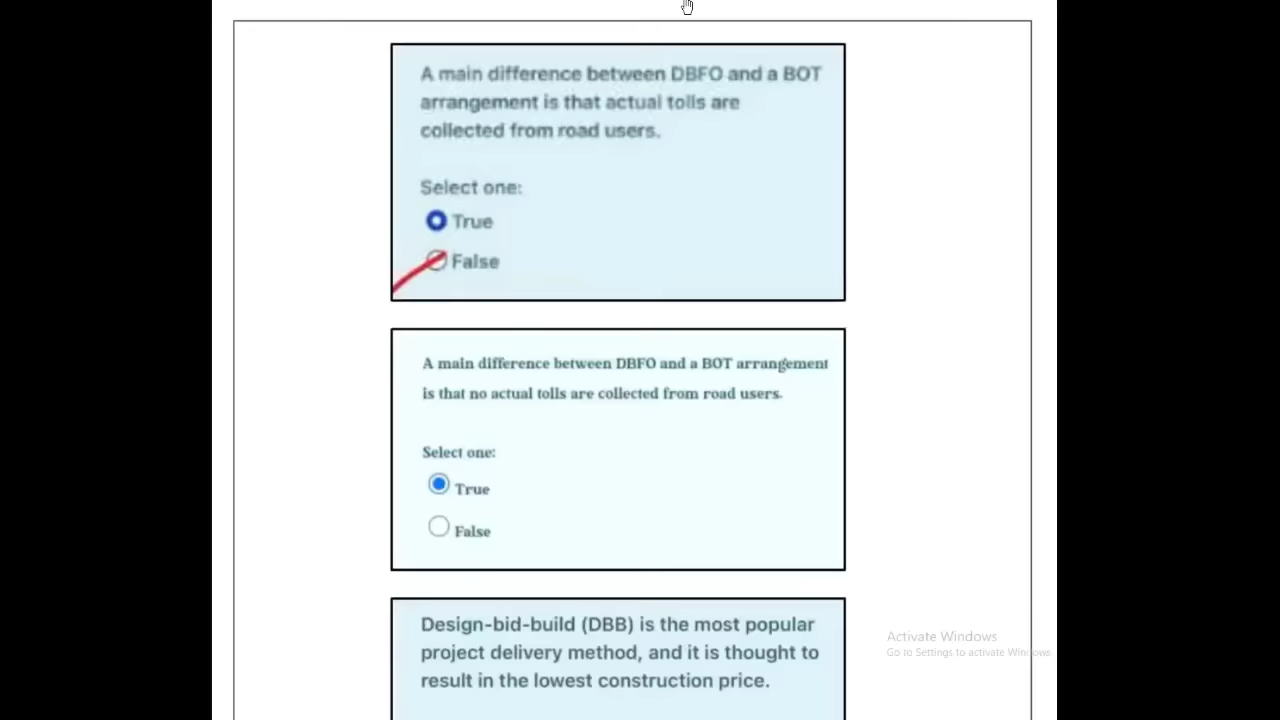 A main difference between DBFO and a BOT
arrangement is that actual tolls are
collected from road users.
Select one:
True
False
A main difference between DBFO and a BOT arrangement
is that no actual tolls are collected from road users.
Select one:
True
False
Design-bid-build (DBB) is the most popular
project delivery method, and it is thought to
result in the lowest construction price.
Activate Windows
Go to Settings to activate Windows